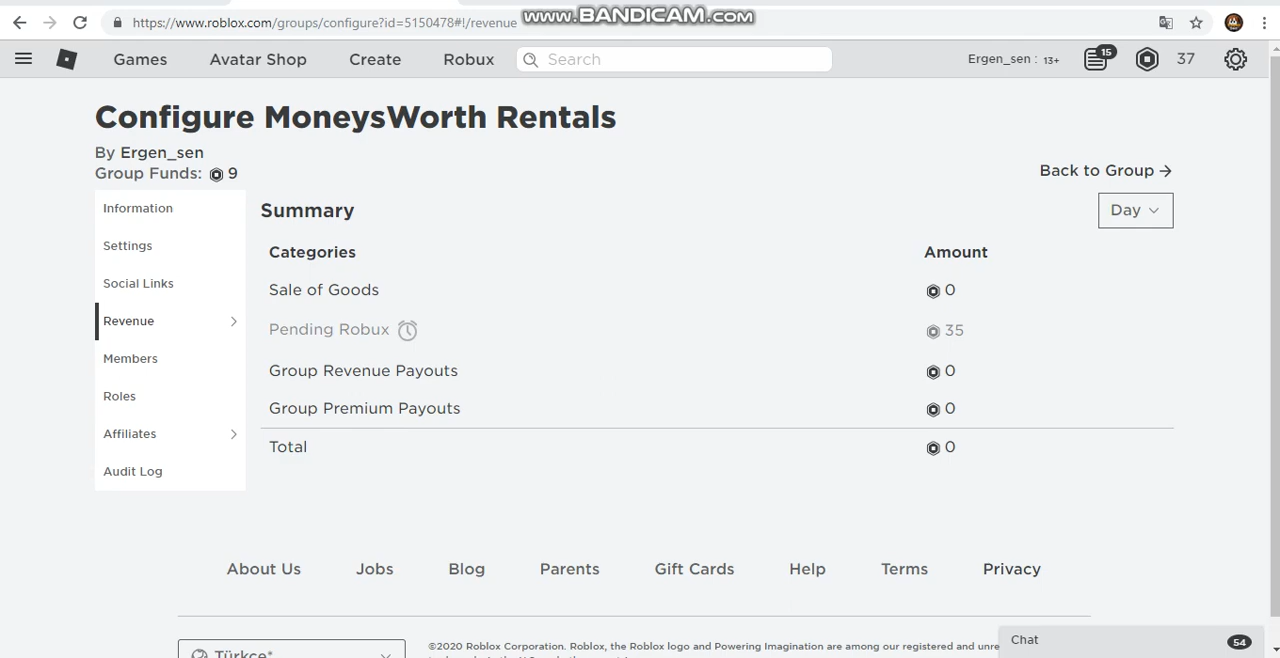 https://www.roblox.com/groups/configure?id=5150478#!/revenue
www.BANDICAM.com
Games Avatar Shop Create Robux Search Ergen_sen : 13+ 15 37
Configure MoneysWorth Rentals
By Ergen_sen
Group Funds: 9
Back to Group
Information
Settings
Social Links
Revenue
Members
Roles
Affiliates
Audit Log
Summary
Day
Categories Amount
Sale of Goods 0
Pending Robux 35
Group Revenue Payouts 0
Group Premium Payouts 0
Total 0
About Us Jobs Blog Parents Gift Cards Help Terms Privacy
Türkçe*
©2020 Roblox Corporation. Roblox, the Roblox logo and Powering Imagination are among our registered and unre
Chat 54